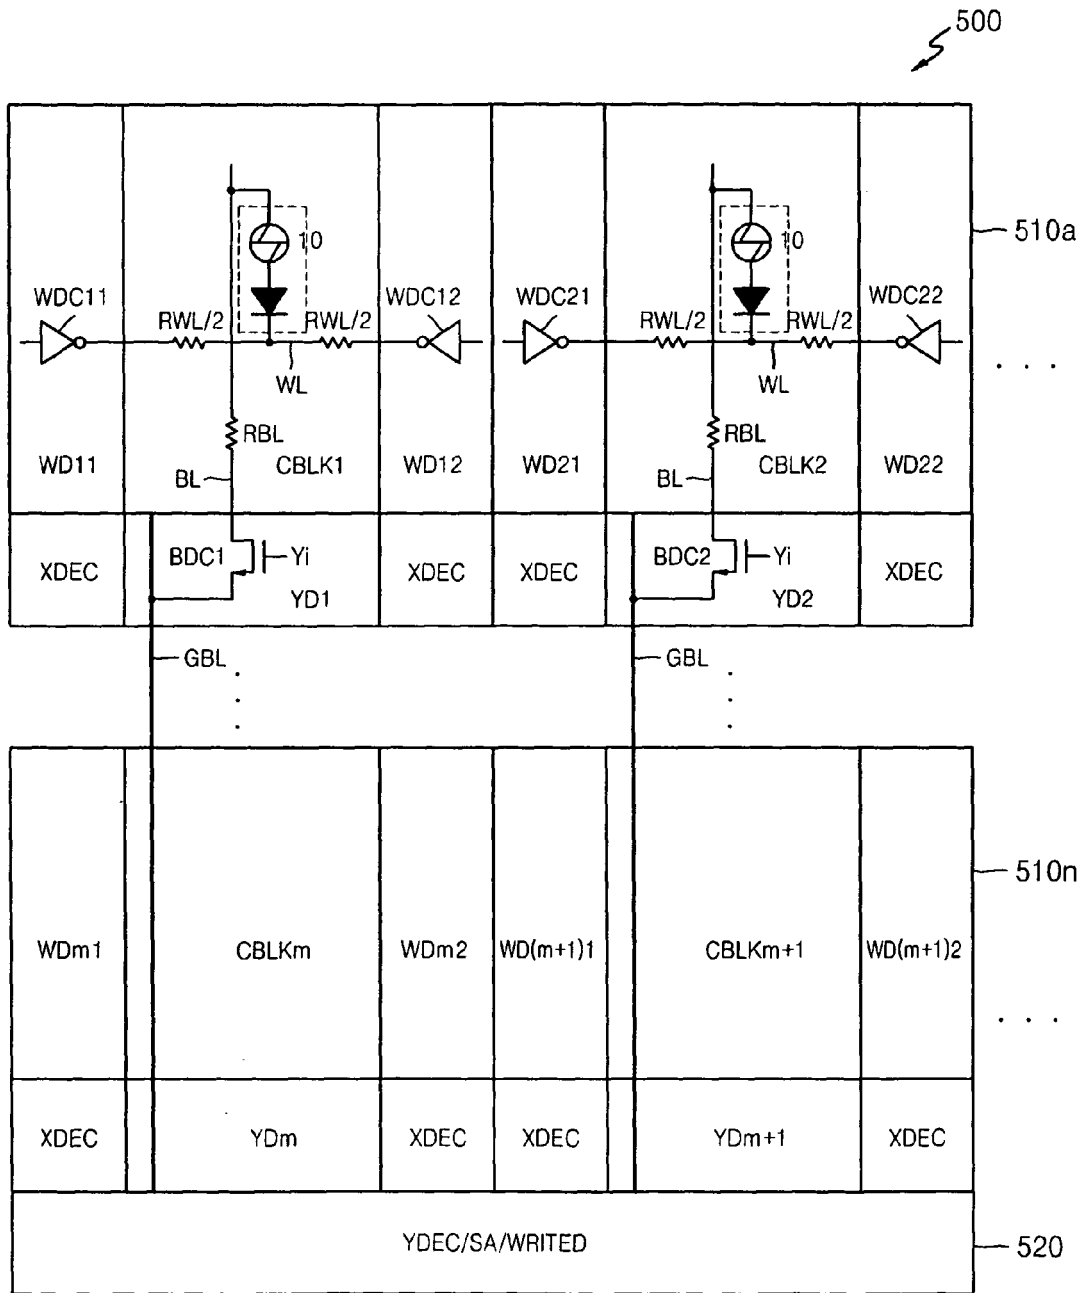 500
510a
10
10
WDC11
WDC12
WDC21
WDC22
RWL/2
RWL/2
RWL/2
RWL/2
WL
WL
RBL
RBL
WD11
BL
CBLK1
WD12
WD21
BL
CBLK2
WD22
. . .
XDEC
BDC1
Yi
YD1
XDEC
XDEC
BDC2
Yi
YD2
XDEC
GBL
GBL
510n
WDm1
CBLKm
WDm2
WD(m+1)1
CBLKm+1
WD(m+1)2
. . .
XDEC
YDm
XDEC
XDEC
YDm+1
XDEC
YDEC/SA/WRITED
520